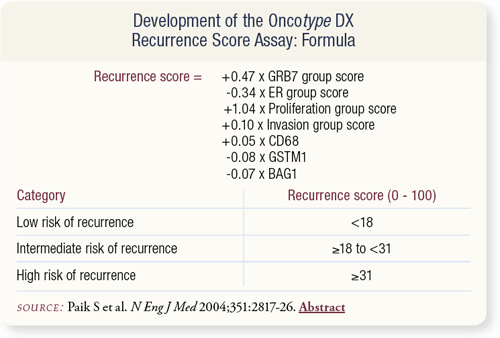 Development of the Oncotype DX
Recurrence Score Assay: Formula
Recurrence score = +0.47 x GRB7 group score
-0.34 x ER group score
+1.04 x Proliferation group score
+0.10 x Invasion group score
+0.05 x CD68
-0.08 x GSTM1
-0.07 x BAG1
Category Recurrence score (0 - 100)
Low risk of recurrence <18
Intermediate risk of recurrence ≥18 to <31
High risk of recurrence ≥31
SOURCE: Paik S et al. N Eng J Med 2004;351:2817-26. Abstract